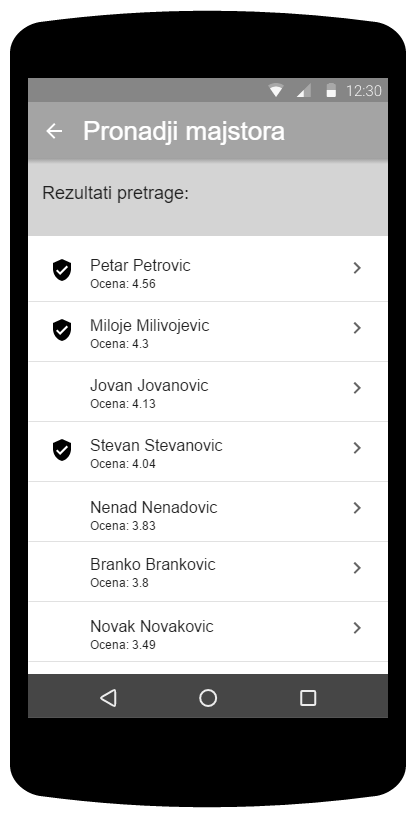 12:30
Pronadji majstora
Rezultati pretrage:
Petar Petrovic
Ocena: 4.56
Miloje Milivojevic
Ocena: 4.3
Jovan Jovanovic
Ocena: 4.13
Stevan Stevanovic
Ocena: 4.04
Nenad Nenadovic
Ocena: 3.83
Branko Brankovic
Ocena: 3.8
Novak Novakovic
Ocena: 3.49